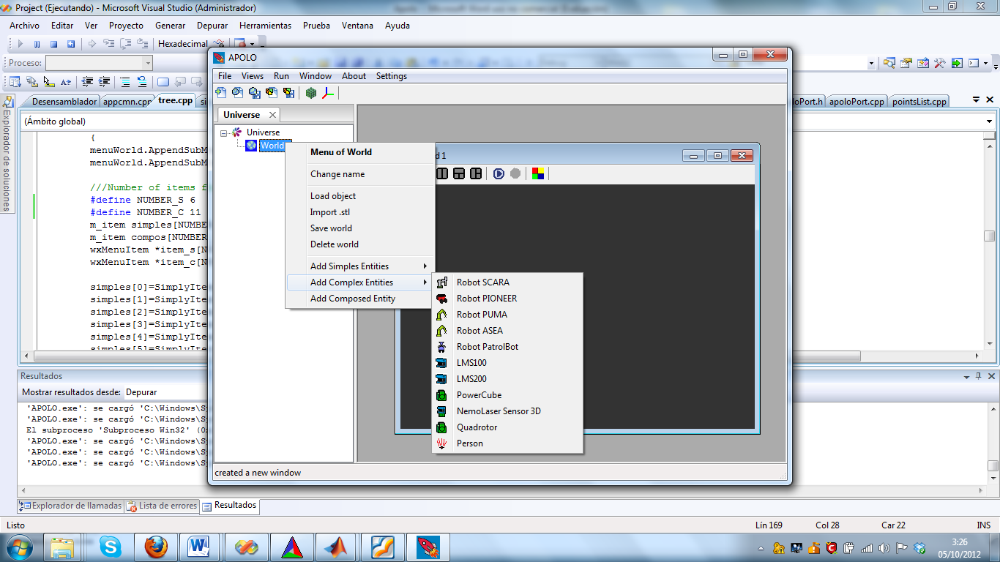 Project (Ejecutando) - Microsoft Visual Studio (Administrador)
Archivo Editar Ver Proyecto Generar Depurar Herramientas Prueba Ventana Ayuda
Hexadecimal
Proceso:
Desensamblador appcmn.cpp tree.cpp si
oPort.h apoloPort.cpp pointsList.cpp
(Ámbito global)
Explorador de soluciones
{
menuWorld.AppendSubM
menuWorld.AppendSubM
///Number of items f
#define NUMBER_S 6
#define NUMBER_C 11
m_item simples[NUMBE
m_item compos[NUMBER
wxMenuItem *item_s[N
wxMenuItem *item_c[N
simples[0]=SimplyIte
simples[1]=SimplyIte
simples[2]=SimplyIte
simples[3]=SimplyIte
simples[4]=SimplyIte
simples[5]=SimplyIte
APOLO
File Views Run Window About Settings
Universe
Universe
World
d 1
Menu of World
Change name
Load object
Import .stl
Save world
Delete world
Add Simples Entities
Add Complex Entities
Add Composed Entity
Robot SCARA
Robot PIONEER
Robot PUMA
Robot ASEA
Robot PatrolBot
LMS100
LMS200
PowerCube
NemoLaser Sensor 3D
Quadrotor
Person
created a new window
Resultados
Mostrar resultados desde: Depurar
'APOLO.exe': se cargó 'C:\Windows\Sy
'APOLO.exe': se cargó 'C:\Windows\Sy
El subproceso 'Subproceso Win32' (0x
'APOLO.exe': se cargó 'C:\Windows\Sy
'APOLO.exe': se cargó 'C:\Windows\Sy
'APOLO.exe': se cargó 'C:\Windows\Sy
Explorador de llamadas Lista de errores Resultados
Listo Lín 169 Col 28 Car 22 INS
3:26
05/10/2012